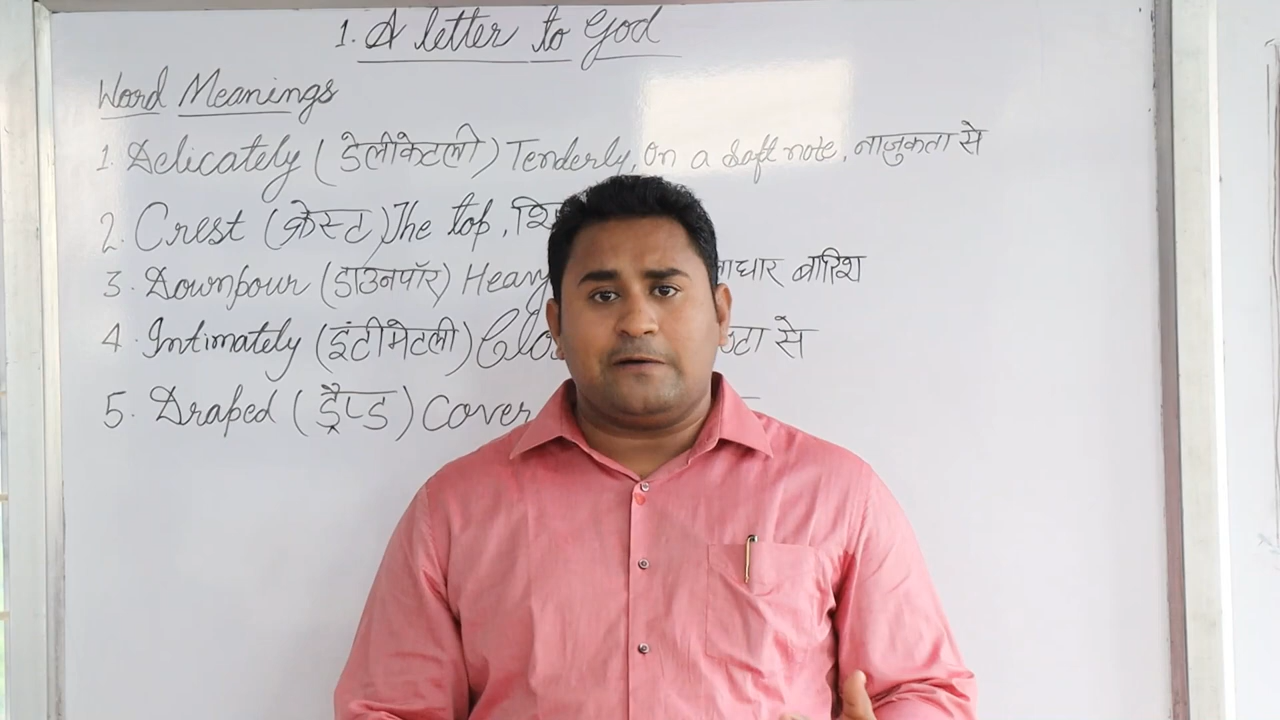 1. A letter to God
Word Meanings
1. Delicately (डेलीकेटली) Tenderly, on a soft note, नाजुकता से
2. Crest (क्रेस्ट) The top,
3. Downpour (डाउनपॉर) बारिश
4. Intimately (इंटीमेटली) से
5. Draped (ड्रैप्ड) Cover